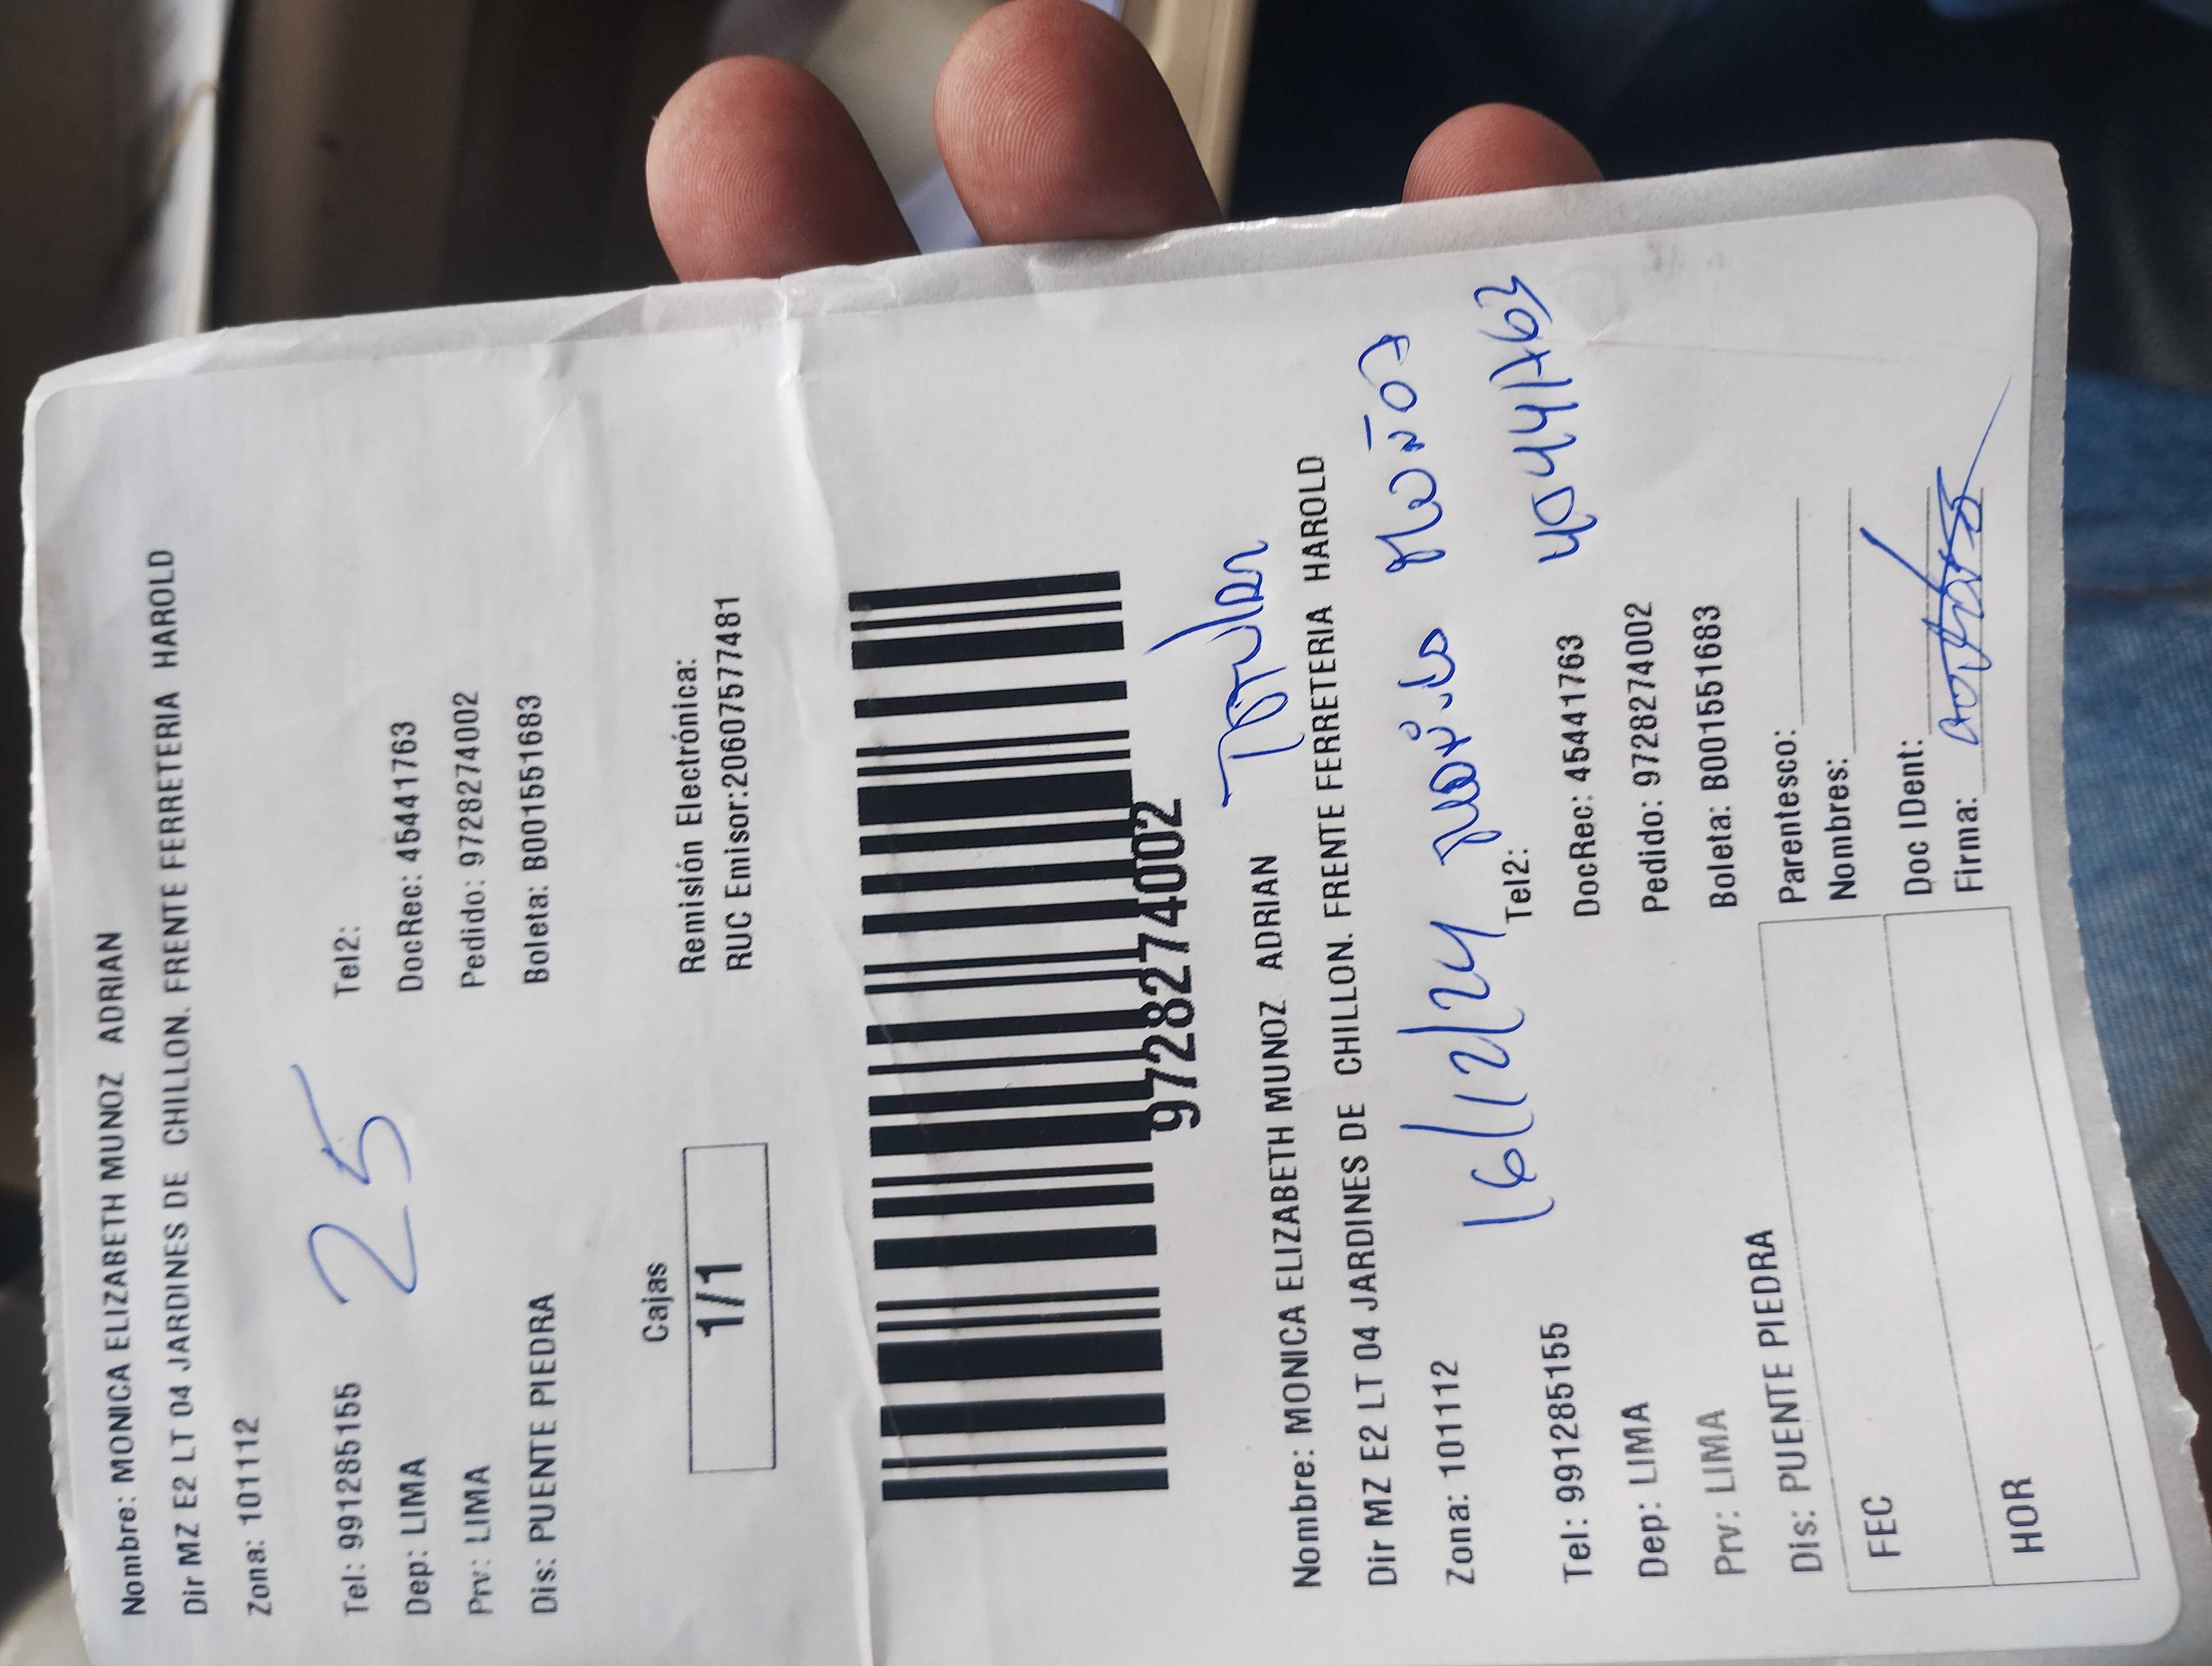 Nombre: MONICA ELIZABETH MUNOZ ADRIAN
Dir MZ E2 LT 04 JARDINES DE CHILLON. FRENTE FERRETERIA HAROLD
Zona: 101112
25
Tel: 991285155 Tel2:
Dep: LIMA DocRec: 45441763
Prv: LIMA Pedido: 9728274002
Dis: PUENTE PIEDRA Boleta: B001551683
Cajas Remisión Electrónica:
1/1 RUC Emisor:20607577481
9728274002
Nombre: MONICA ELIZABETH MUNOZ ADRIAN
Dir MZ E2 LT 04 JARDINES DE CHILLON. FRENTE FERRETERIA HAROLD
Zona: 101112 16/12/24
Tel: 991285155 Tel2:
Dep: LIMA DocRec: 45441763
Prv: LIMA Pedido: 9728274002
Dis: PUENTE PIEDRA Boleta: B001551683
FEC Parentesco:
Nombres:
Doc IDent:
HOR Firma: